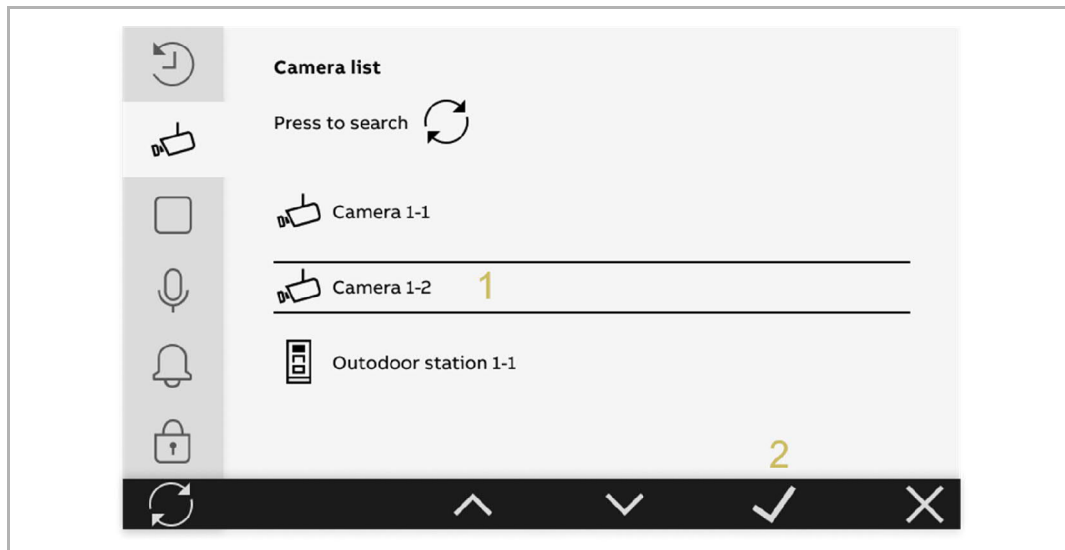 Camera list
Press to search
Camera 1-1
Camera 1-2 1
Outodoor station 1-1
2